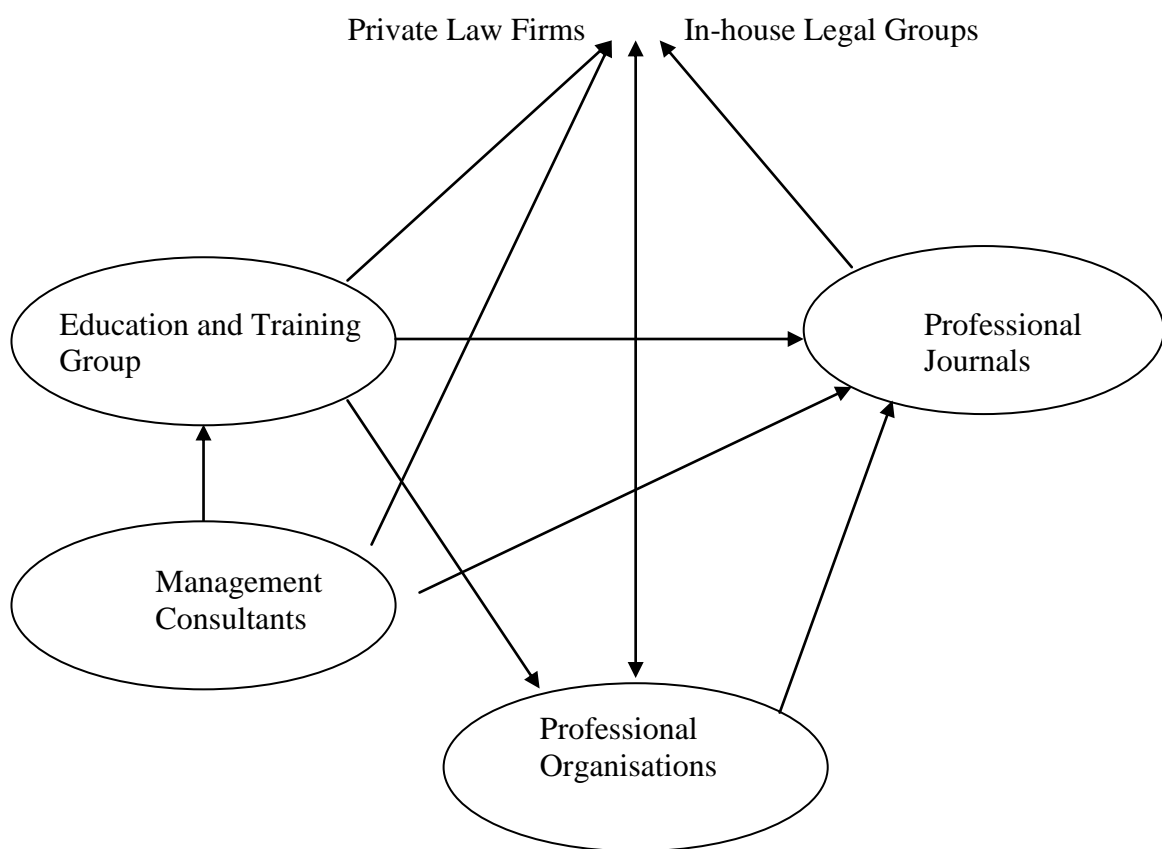 Private Law Firms In-house Legal Groups
Education and Training
Group
Professional
Journals
Management
Consultants
Professional
Organisations